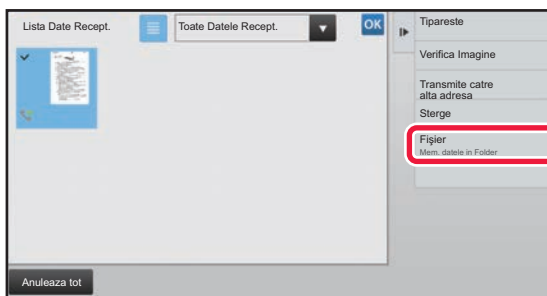 Lista Date Recept.
Toate Datele Recept.
OK
Tipareste
Verifica Imagine
Transmite catre
alta adresa
Sterge
Fişier
Mem. datele in Folder
Anuleaza tot